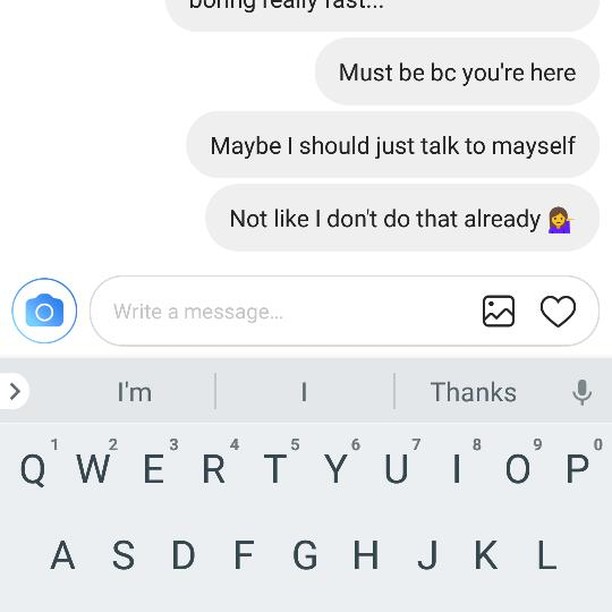 boring really fast...
Must be bc you're here
Maybe I should just talk to mayself
Not like I don't do that already 🤷‍♀️
Write a message...
I'm I Thanks
1 2 3 4 5 6 7 8 9 0
Q W E R T Y U I O P
A S D F G H J K L